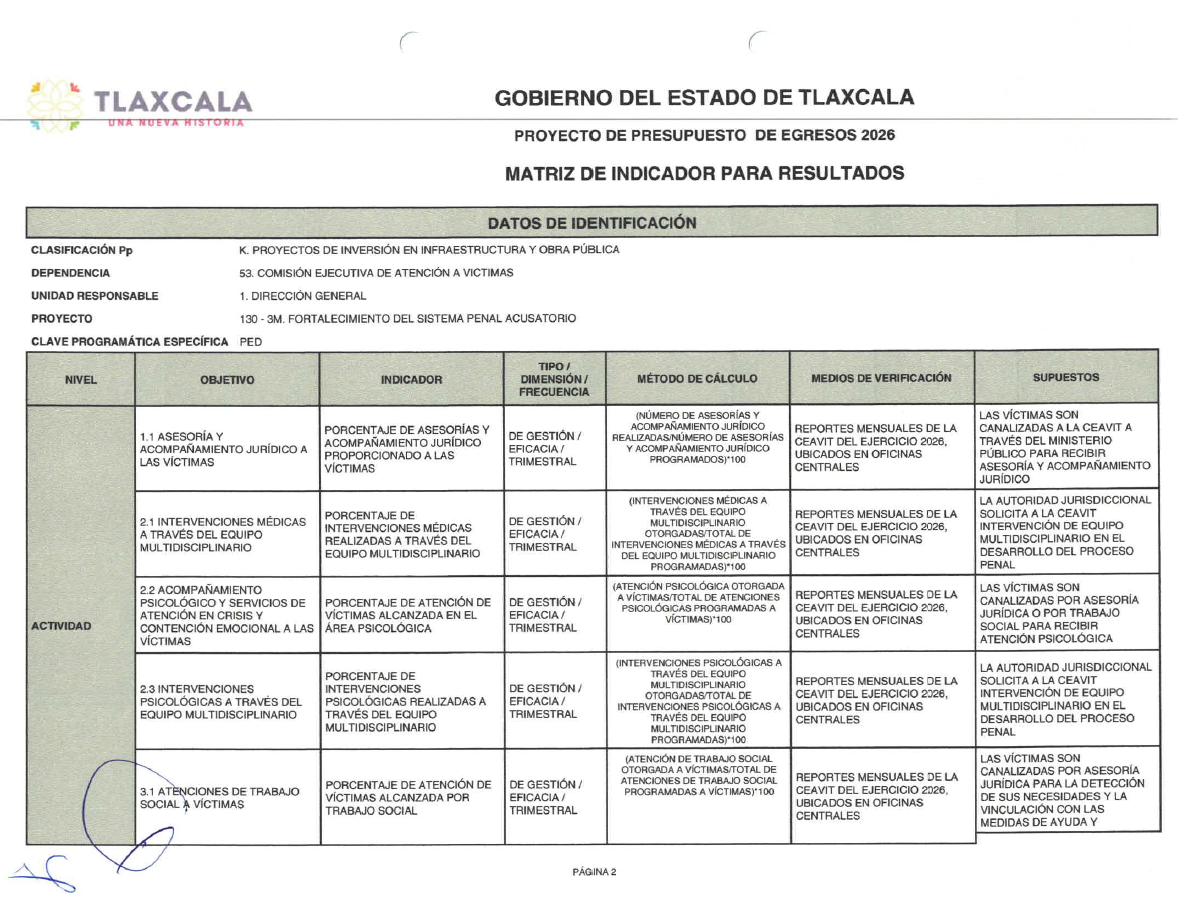 TLAXCALA
UNA NUEVA HISTORIA
GOBIERNO DEL ESTADO DE TLAXCALA
PROYECTO DE PRESUPUESTO DE EGRESOS 2026
MATRIZ DE INDICADOR PARA RESULTADOS
DATOS DE IDENTIFICACIÓN
CLASIFICACIÓN Pp K. PROYECTOS DE INVERSIÓN EN INFRAESTRUCTURA Y OBRA PÚBLICA
DEPENDENCIA 53. COMISIÓN EJECUTIVA DE ATENCIÓN A VICTIMAS
UNIDAD RESPONSABLE 1. DIRECCIÓN GENERAL
PROYECTO 130 - 3M. FORTALECIMIENTO DEL SISTEMA PENAL ACUSATORIO
CLAVE PROGRAMÁTICA ESPECÍFICA PED
NIVEL
OBJETIVO
INDICADOR
TIPO /
DIMENSIÓN /
FRECUENCIA
MÉTODO DE CÁLCULO
MEDIOS DE VERIFICACIÓN
SUPUESTOS
ACTIVIDAD
1.1 ASESORÍA Y
ACOMPAÑAMIENTO JURÍDICO A
LAS VÍCTIMAS
PORCENTAJE DE ASESORÍAS Y
ACOMPAÑAMIENTO JURÍDICO
PROPORCIONADO A LAS
VÍCTIMAS
DE GESTIÓN /
EFICACIA /
TRIMESTRAL
(NÚMERO DE ASESORÍAS Y
ACOMPAÑAMIENTO JURÍDICO
REALIZADAS/NÚMERO DE ASESORÍAS
Y ACOMPAÑAMIENTO JURÍDICO
PROGRAMADOS)*100
REPORTES MENSUALES DE LA
CEAVIT DEL EJERCICIO 2026,
UBICADOS EN OFICINAS
CENTRALES
LAS VÍCTIMAS SON
CANALIZADAS A LA CEAVIT A
TRAVÉS DEL MINISTERIO
PÚBLICO PARA RECIBIR
ASESORÍA Y ACOMPAÑAMIENTO
JURÍDICO
2.1 INTERVENCIONES MÉDICAS
A TRAVÉS DEL EQUIPO
MULTIDISCIPLINARIO
PORCENTAJE DE
INTERVENCIONES MÉDICAS
REALIZADAS A TRAVÉS DEL
EQUIPO MULTIDISCIPLINARIO
DE GESTIÓN /
EFICACIA /
TRIMESTRAL
(INTERVENCIONES MÉDICAS A
TRAVÉS DEL EQUIPO
MULTIDISCIPLINARIO
OTORGADAS/TOTAL DE
INTERVENCIONES MÉDICAS A TRAVÉS
DEL EQUIPO MULTIDISCIPLINARIO
PROGRAMADAS)*100
REPORTES MENSUALES DE LA
CEAVIT DEL EJERCICIO 2026,
UBICADOS EN OFICINAS
CENTRALES
LA AUTORIDAD JURISDICCIONAL
SOLICITA A LA CEAVIT
INTERVENCIÓN DE EQUIPO
MULTIDISCIPLINARIO EN EL
DESARROLLO DEL PROCESO
PENAL
2.2 ACOMPAÑAMIENTO
PSICOLÓGICO Y SERVICIOS DE
ATENCIÓN EN CRISIS Y
CONTENCIÓN EMOCIONAL A LAS
VÍCTIMAS
PORCENTAJE DE ATENCIÓN DE
VÍCTIMAS ALCANZADA EN EL
ÁREA PSICOLÓGICA
DE GESTIÓN /
EFICACIA /
TRIMESTRAL
(ATENCIÓN PSICOLÓGICA OTORGADA
A VÍCTIMAS/TOTAL DE ATENCIONES
PSICOLÓGICAS PROGRAMADAS A
VÍCTIMAS)*100
REPORTES MENSUALES DE LA
CEAVIT DEL EJERCICIO 2026,
UBICADOS EN OFICINAS
CENTRALES
LAS VÍCTIMAS SON
CANALIZADAS POR ASESORÍA
JURÍDICA O POR TRABAJO
SOCIAL PARA RECIBIR
ATENCIÓN PSICOLÓGICA
2.3 INTERVENCIONES
PSICOLÓGICAS A TRAVÉS DEL
EQUIPO MULTIDISCIPLINARIO
PORCENTAJE DE
INTERVENCIONES
PSICOLÓGICAS REALIZADAS A
TRAVÉS DEL EQUIPO
MULTIDISCIPLINARIO
DE GESTIÓN /
EFICACIA /
TRIMESTRAL
(INTERVENCIONES PSICOLÓGICAS A
TRAVÉS DEL EQUIPO
MULTIDISCIPLINARIO
OTORGADAS/TOTAL DE
INTERVENCIONES PSICOLÓGICAS A
TRAVÉS DEL EQUIPO
MULTIDISCIPLINARIO
PROGRAMADAS)*100
REPORTES MENSUALES DE LA
CEAVIT DEL EJERCICIO 2026,
UBICADOS EN OFICINAS
CENTRALES
LA AUTORIDAD JURISDICCIONAL
SOLICITA A LA CEAVIT
INTERVENCIÓN DE EQUIPO
MULTIDISCIPLINARIO EN EL
DESARROLLO DEL PROCESO
PENAL
3.1 ATENCIONES DE TRABAJO
SOCIAL A VÍCTIMAS
PORCENTAJE DE ATENCIÓN DE
VÍCTIMAS ALCANZADA POR
TRABAJO SOCIAL
DE GESTIÓN /
EFICACIA /
TRIMESTRAL
(ATENCIÓN DE TRABAJO SOCIAL
OTORGADA A VÍCTIMAS/TOTAL DE
ATENCIONES DE TRABAJO SOCIAL
PROGRAMADAS A VÍCTIMAS)*100
REPORTES MENSUALES DE LA
CEAVIT DEL EJERCICIO 2026,
UBICADOS EN OFICINAS
CENTRALES
LAS VÍCTIMAS SON
CANALIZADAS POR ASESORÍA
JURÍDICA PARA LA DETECCIÓN
DE SUS NECESIDADES Y LA
VINCULACIÓN CON LAS
MEDIDAS DE AYUDA Y
PÁGINA 2